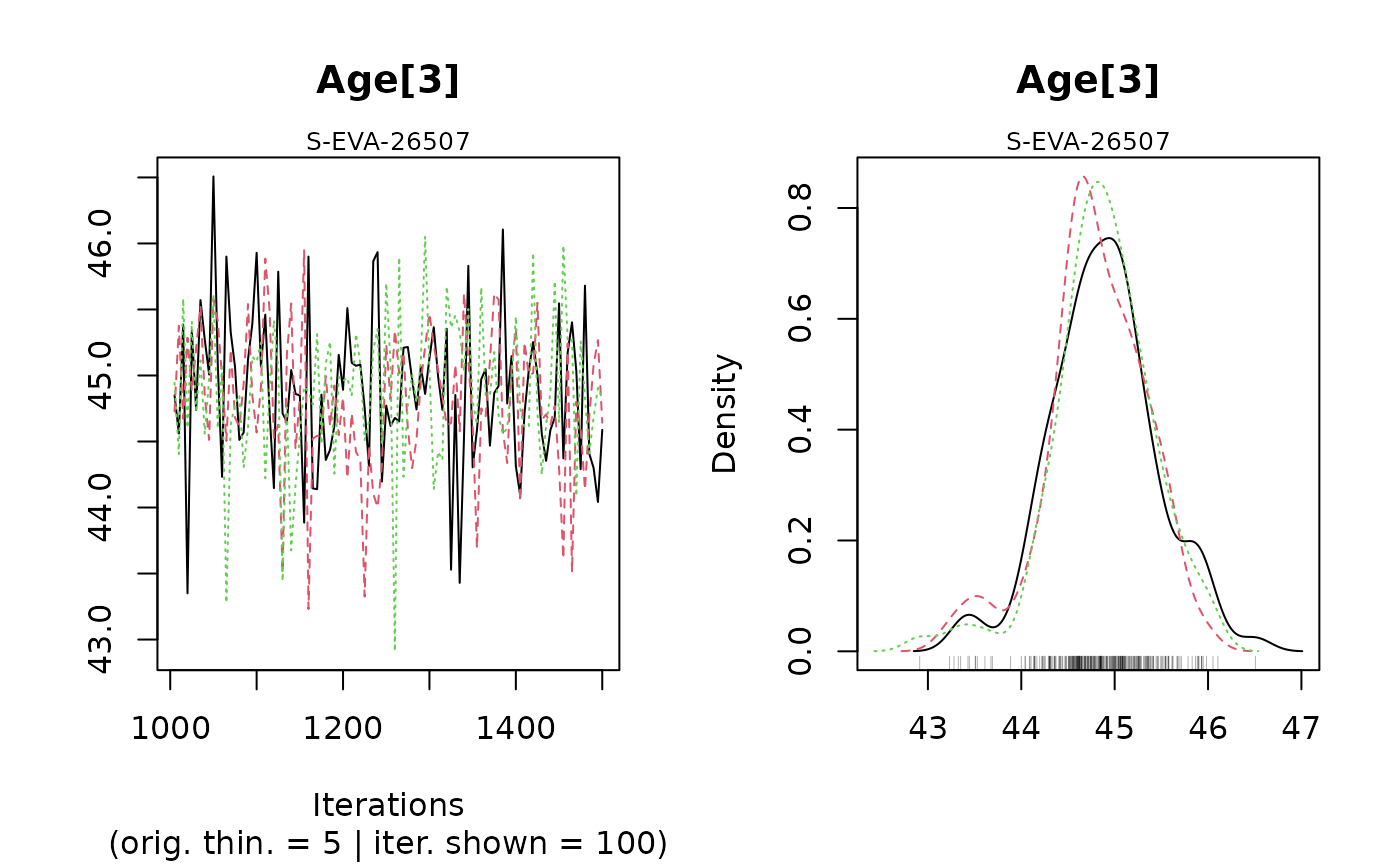 Age[3]
S-EVA-26507
46.0
45.0
44.0
43.0
1000 1200 1400
Iterations
(orig. thin. = 5 | iter. shown = 100)
Age[3]
S-EVA-26507
Density
0.8
0.6
0.4
0.2
0.0
43 44 45 46 47